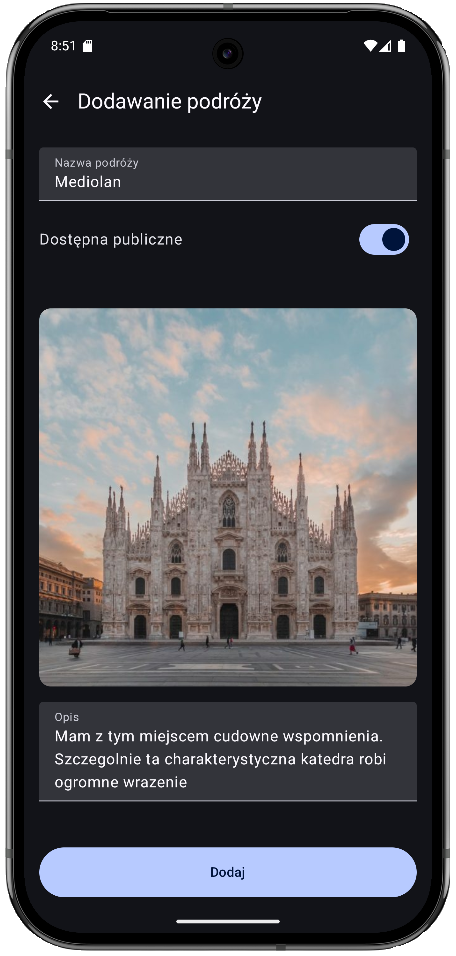 8:51
Dodawanie podróży
Nazwa podróży
Mediolan
Dostępna publiczne
Opis
Mam z tym miejscem cudowne wspomnienia.
Szczegolnie ta charakterystyczna katedra robi
ogromne wrazenie
Dodaj